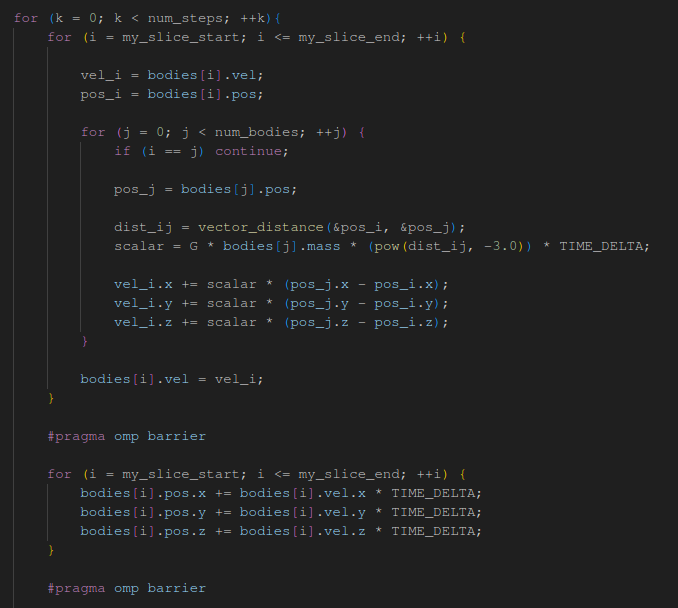 for (k = 0; k < num_steps; ++k){
for (i = my_slice_start; i <= my_slice_end; ++i) {
vel_i = bodies[i].vel;
pos_i = bodies[i].pos;
for (j = 0; j < num_bodies; ++j) {
if (i == j) continue;
pos_j = bodies[j].pos;
dist_ij = vector_distance(&pos_i, &pos_j);
scalar = G * bodies[j].mass * (pow(dist_ij, -3.0)) * TIME_DELTA;
vel_i.x += scalar * (pos_j.x - pos_i.x);
vel_i.y += scalar * (pos_j.y - pos_i.y);
vel_i.z += scalar * (pos_j.z - pos_i.z);
}
bodies[i].vel = vel_i;
}
#pragma omp barrier
for (i = my_slice_start; i <= my_slice_end; ++i) {
bodies[i].pos.x += bodies[i].vel.x * TIME_DELTA;
bodies[i].pos.y += bodies[i].vel.y * TIME_DELTA;
bodies[i].pos.z += bodies[i].vel.z * TIME_DELTA;
}
#pragma omp barrier